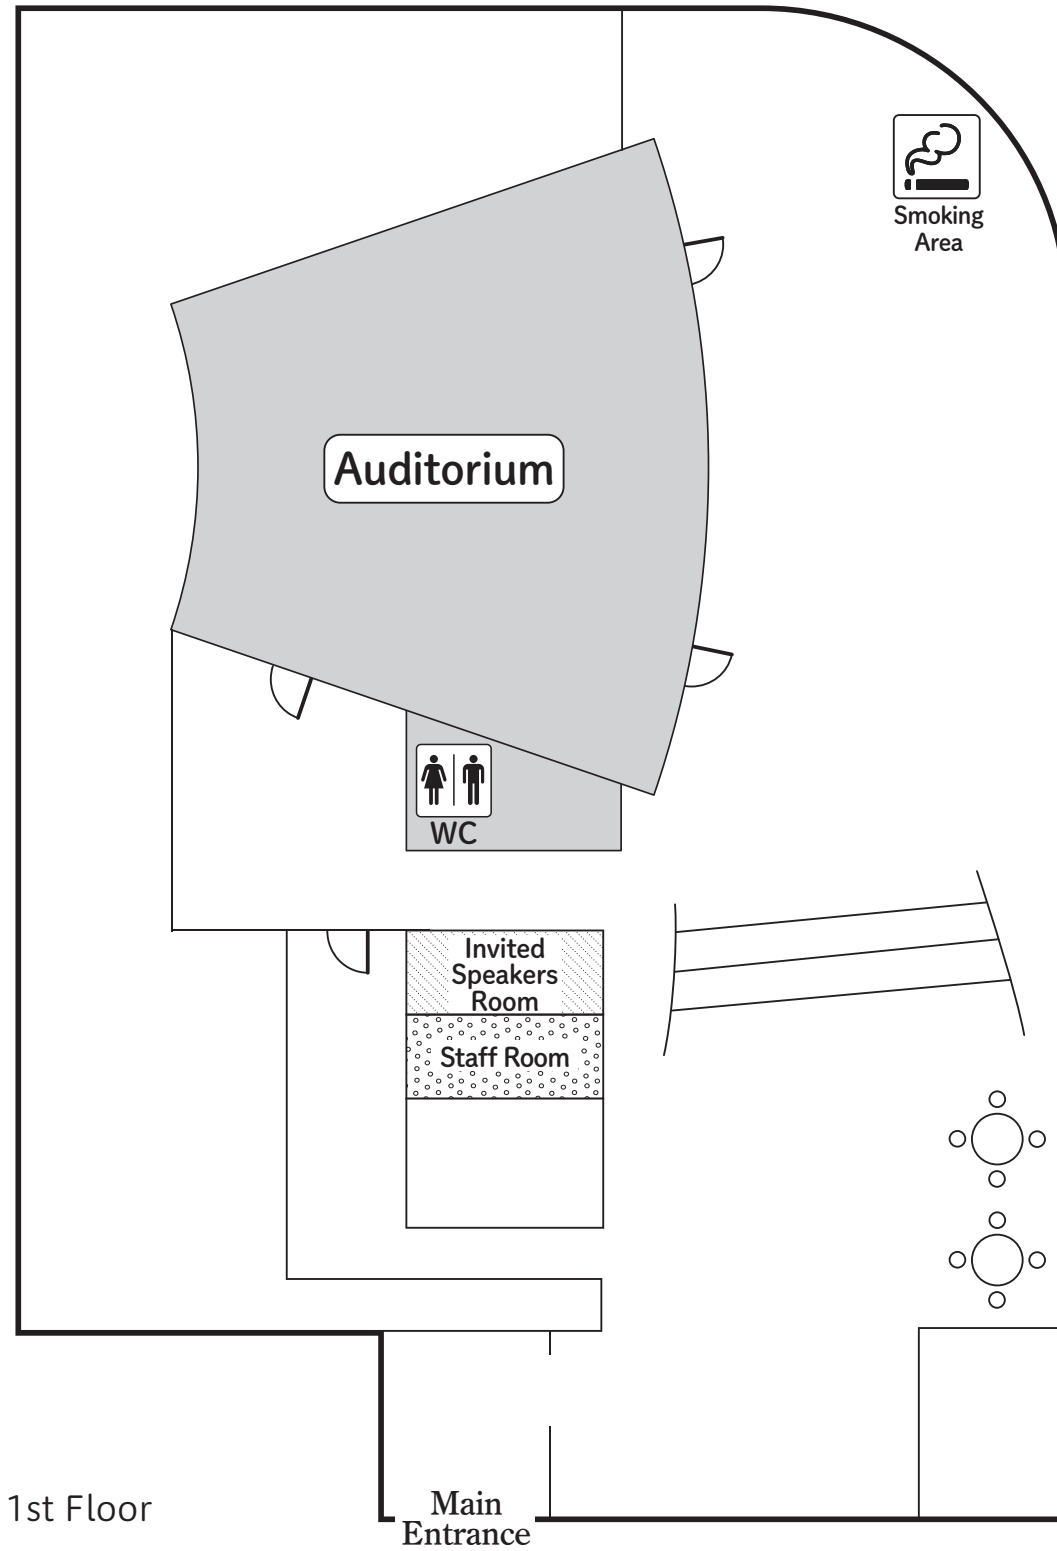 Smoking
Area
Auditorium
WC
Invited
Speakers
Room
Staff Room
1st Floor
Main
Entrance